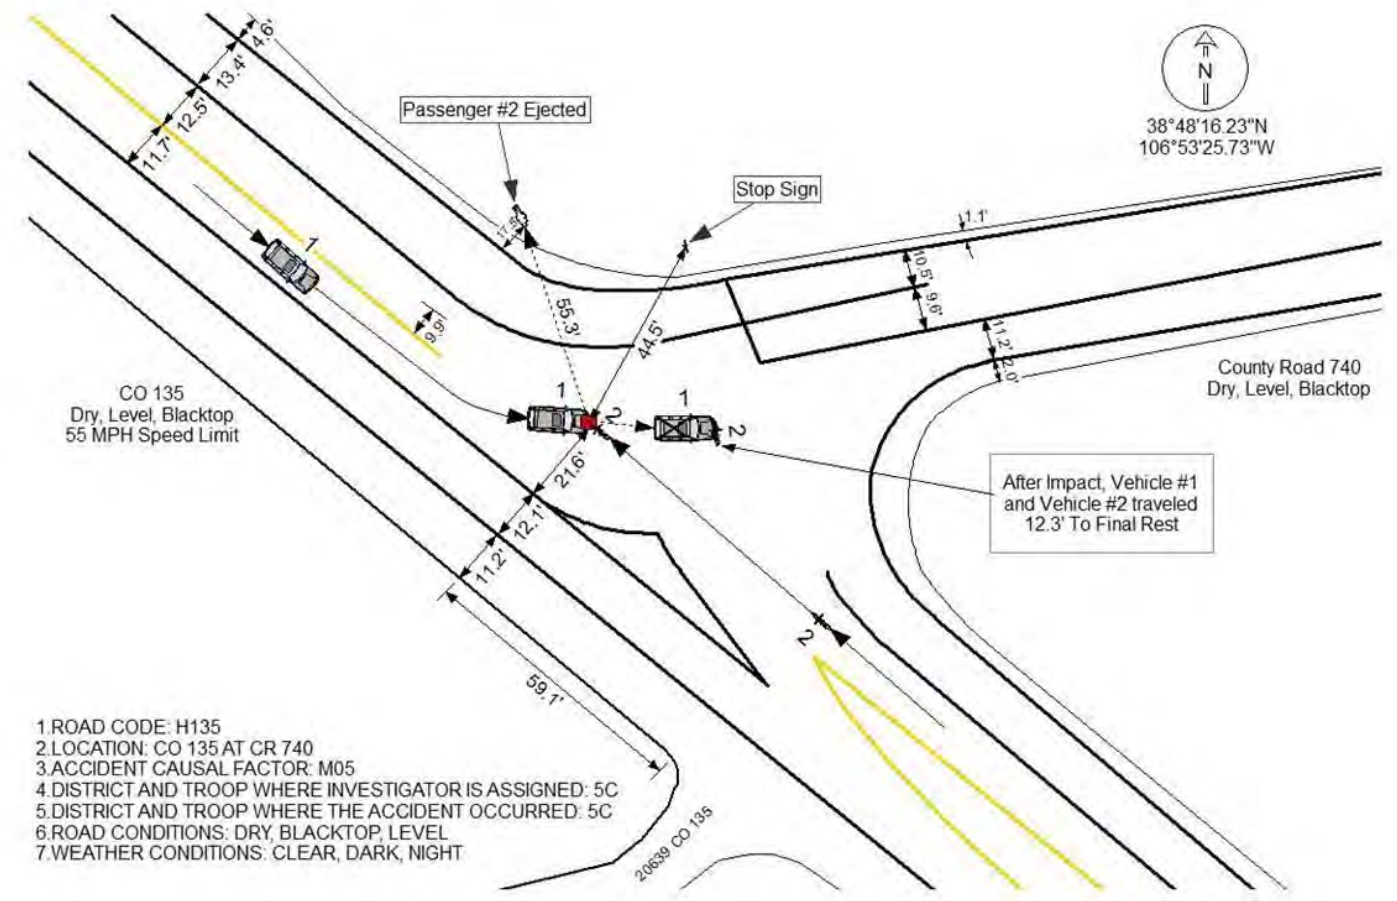 4.6'
13.4'
12.5'
11.7'
Passenger #2 Ejected
N
38°48'16.23"N
106°53'25.73"W
Stop Sign
1.1'
1
10.5'
9.6'
11.2'
2.0'
9.9'
55.3'
44.5'
CO 135
Dry, Level, Blacktop
55 MPH Speed Limit
County Road 740
Dry, Level, Blacktop
1
2
1
2
21.6'
12.1'
11.2'
After Impact, Vehicle #1
and Vehicle #2 traveled
12.3' To Final Rest
2
59.1'
1.ROAD CODE: H135
2.LOCATION: CO 135 AT CR 740
3.ACCIDENT CAUSAL FACTOR: M05
4.DISTRICT AND TROOP WHERE INVESTIGATOR IS ASSIGNED: 5C
5.DISTRICT AND TROOP WHERE THE ACCIDENT OCCURRED: 5C
6.ROAD CONDITIONS: DRY, BLACKTOP, LEVEL
7.WEATHER CONDITIONS: CLEAR, DARK, NIGHT
20639 CO 135